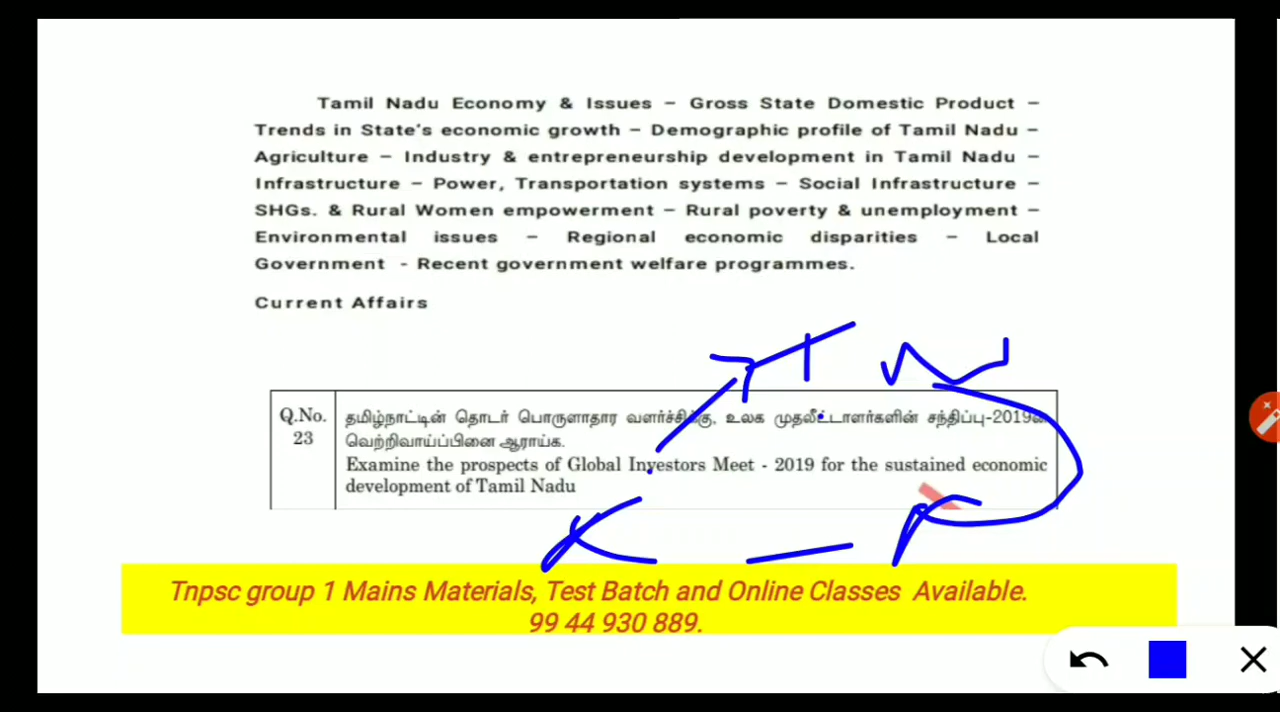 Tamil Nadu Economy & Issues – Gross State Domestic Product –
Trends in State's economic growth – Demographic profile of Tamil Nadu –
Agriculture – Industry & entrepreneurship development in Tamil Nadu –
Infrastructure – Power, Transportation systems – Social Infrastructure –
SHGs. & Rural Women empowerment – Rural poverty & unemployment –
Environmental issues – Regional economic disparities – Local
Government - Recent government welfare programmes.
Current Affairs
Q.No. 23
தமிழ்நாட்டின் தொடர் பொருளாதார வளர்ச்சிக்கு, உலக முதலீட்டாளர்களின் சந்திப்பு-2019ன்
வெற்றிவாய்ப்பினை ஆராய்க.
Examine the prospects of Global Investors Meet - 2019 for the sustained economic
development of Tamil Nadu
Tnpsc group 1 Mains Materials, Test Batch and Online Classes Available.
99 44 930 889.